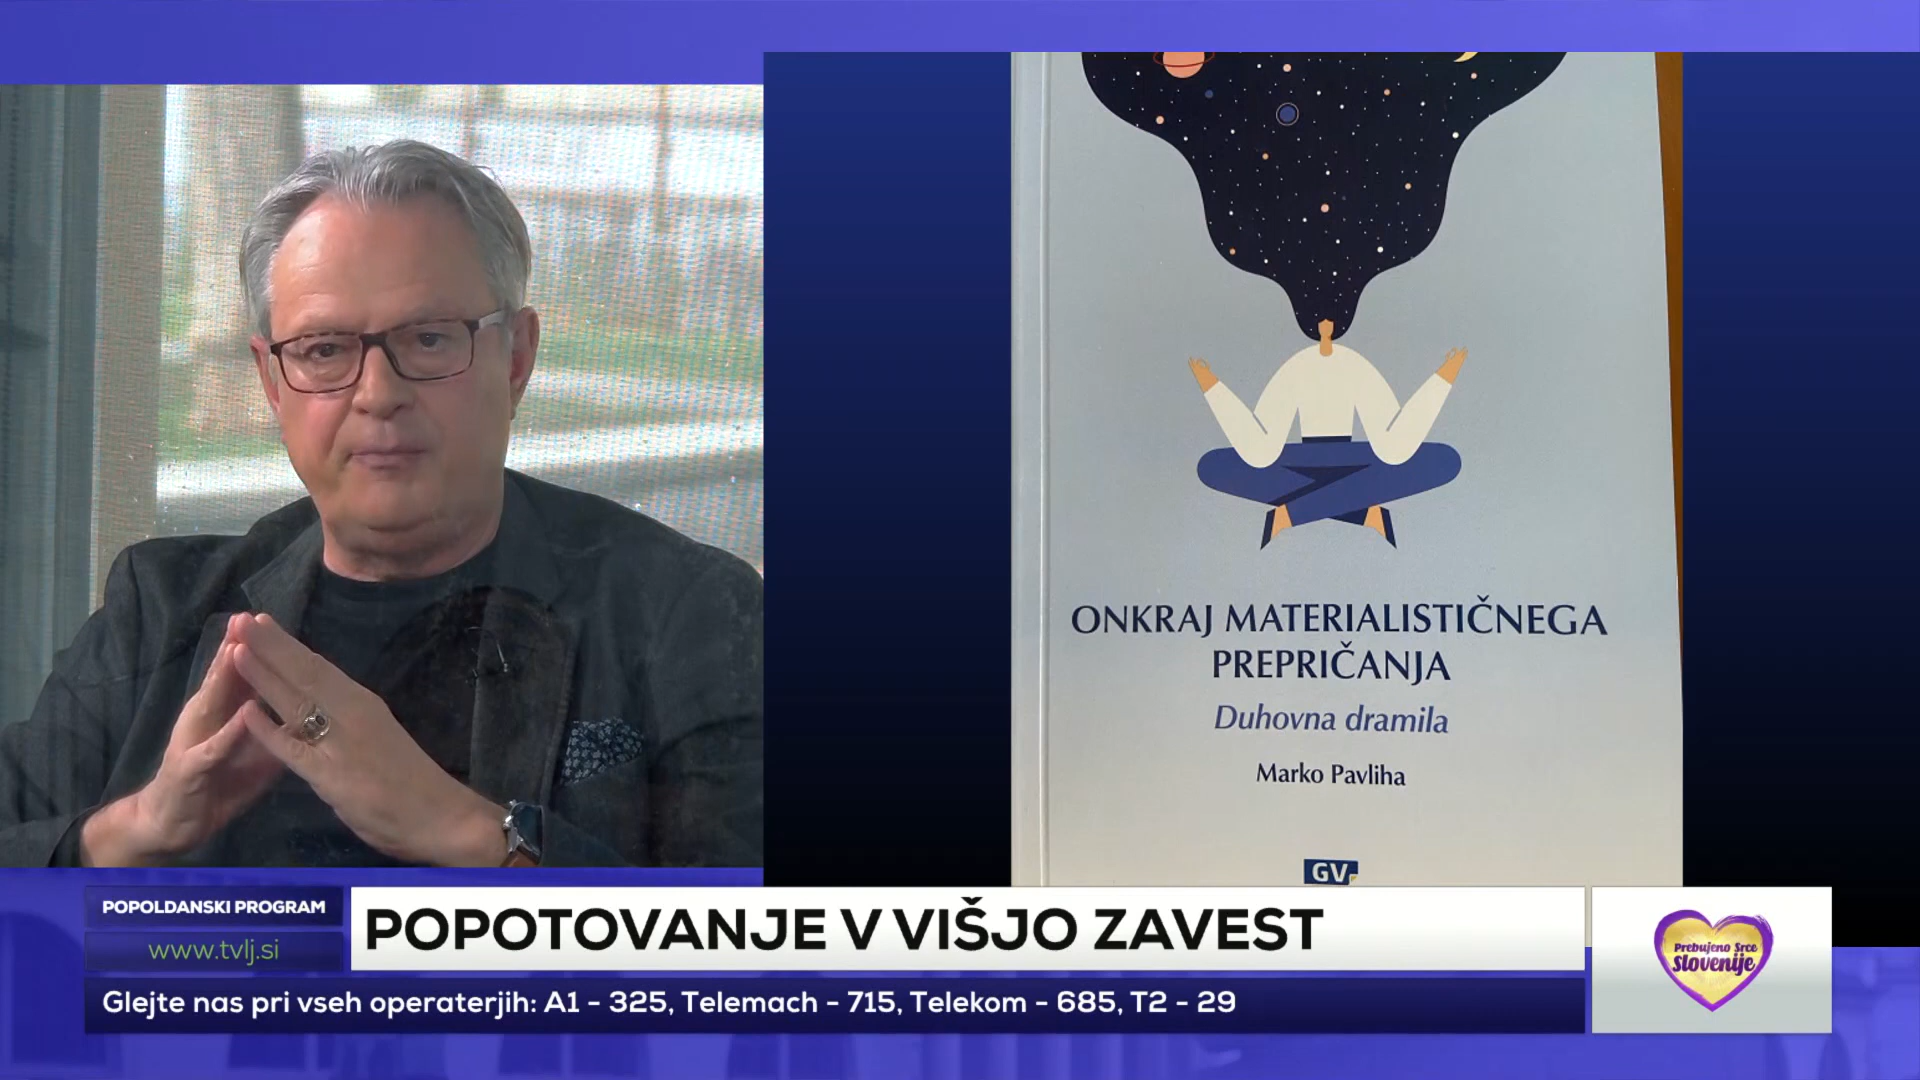 ONKRAJ MATERIALISTIČNEGA
PREPRIČANJA
Duhovna dramila
Marko Pavliha
GV
POPOLDANSKI PROGRAM
www.tvlj.si
POPOTOVANJE V VIŠJO ZAVEST
Prebujeno Srce
Slovenije
Glejte nas pri vseh operaterjih: A1 - 325, Telemach - 715, Telekom - 685, T2 - 29